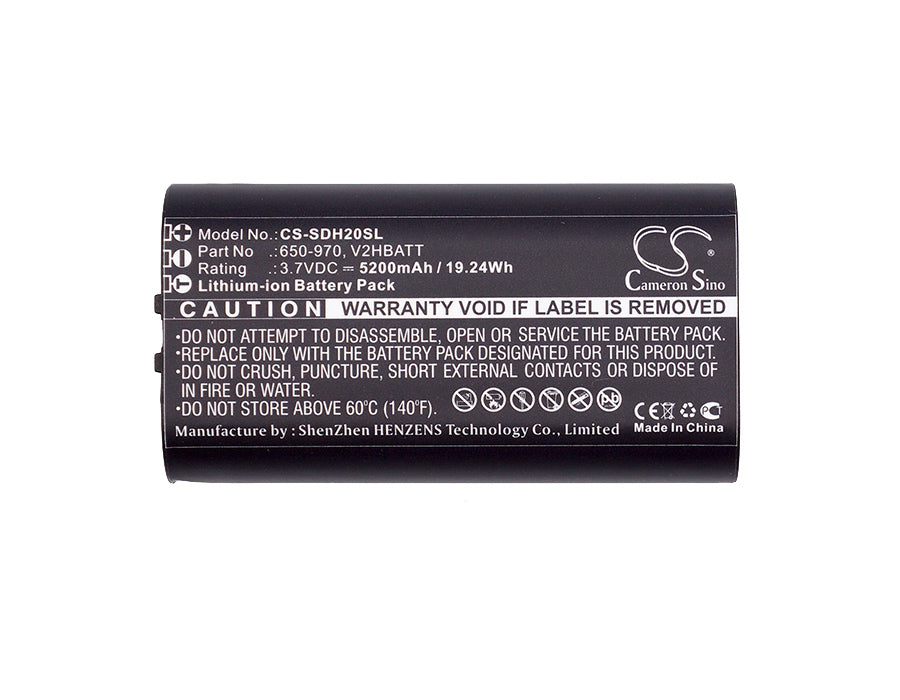 Model No.:CS-SDH20SL
Part No .:650-970, V2HBATT
Rating .:3.7VDC ⎓ 5200mAh / 19.24Wh
Lithium-ion Battery Pack
CS
Cameron Sino
CAUTION WARRANTY VOID IF LABEL IS REMOVED
•DO NOT ATTEMPT TO DISASSEMBLE, OPEN OR SERVICE THE BATTERY PACK.
•REPLACE ONLY WITH THE BATTERY PACK DESIGNATED FOR THIS PRODUCT.
•DO NOT CRUSH, PUNCTURE, SHORT EXTERNAL CONTACTS OR DISPOSE OF
IN FIRE OR WATER.
•DO NOT STORE ABOVE 60°C (140°F).
Pb
CE
PCT
Manufacture by : ShenZhen HENZENS Technology Co., Limited
Made In China